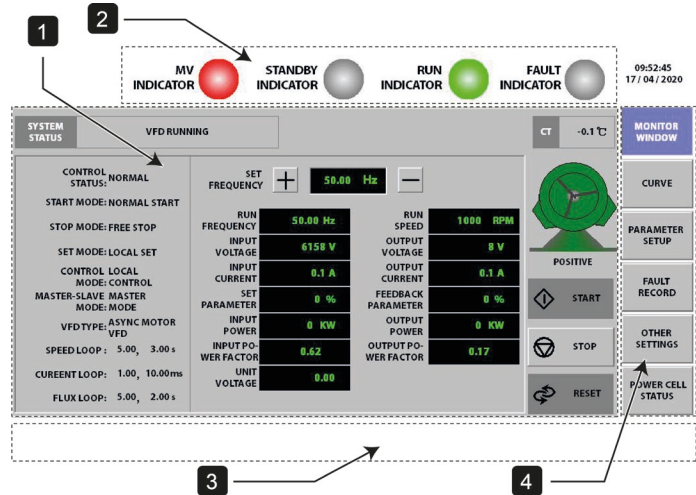 1
2
MV
INDICATOR
STANDBY
INDICATOR
RUN
INDICATOR
FAULT
INDICATOR
09:52:45
17/04/2020
SYSTEM
STATUS
VFD RUNNING
CT
-0.1 ℃
MONITOR
WINDOW
CONTROL
STATUS: NORMAL
START MODE: NORMAL START
STOP MODE: FREE STOP
SET MODE: LOCAL SET
CONTROL LOCAL
MODE: CONTROL
MASTER-SLAVE MASTER
MODE: MODE
VFD TYPE: ASYNC MOTOR
VFD
SPEED LOOP : 5.00, 3.00 s
CUREENT LOOP: 1.00, 10.00ms
FLUX LOOP: 5.00, 2.00 s
SET
FREQUENCY
+
50.00 Hz
—
RUN
FREQUENCY
50.00 Hz
INPUT
VOLTAGE
6158 V
INPUT
CURRENT
0.1 A
SET
PARAMETER
0 %
INPUT
POWER
0 KW
INPUT PO-
WER FACTOR
0.62
UNIT
VOLTAGE
0.00
RUN
SPEED
1000 RPM
OUTPUT
VOLTAGE
8 V
OUTPUT
CURRENT
0.1 A
FEEDBACK
PARAMETER
0 %
OUTPUT
POWER
0 KW
OUTPUT PO-
WER FACTOR
0.17
POSITIVE
START
STOP
RESET
CURVE
PARAMETER
SETUP
FAULT
RECORD
OTHER
SETTINGS
POWER CELL
STATUS
3
4